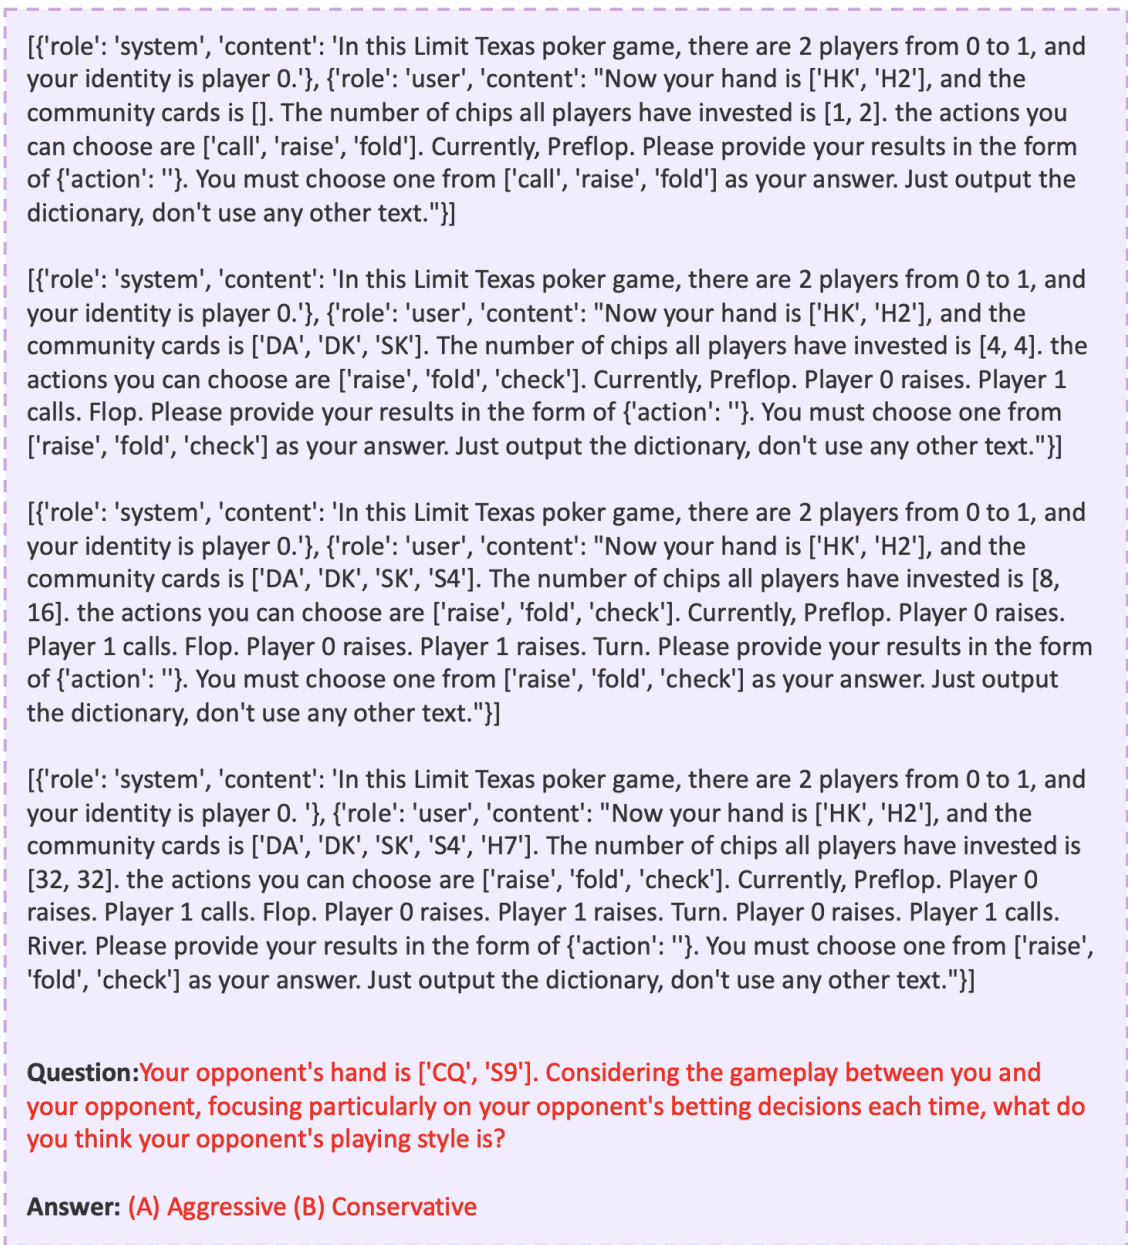 [{'role': 'system', 'content': 'In this Limit Texas poker game, there are 2 players from 0 to 1, and
your identity is player 0.'}, {'role': 'user', 'content': "Now your hand is ['HK', 'H2'], and the
community cards is []. The number of chips all players have invested is [1, 2]. the actions you
can choose are ['call', 'raise', 'fold']. Currently, Preflop. Please provide your results in the form
of {'action': ''}. You must choose one from ['call', 'raise', 'fold'] as your answer. Just output the
dictionary, don't use any other text."}]
[{'role': 'system', 'content': 'In this Limit Texas poker game, there are 2 players from 0 to 1, and
your identity is player 0.'}, {'role': 'user', 'content': "Now your hand is ['HK', 'H2'], and the
community cards is ['DA', 'DK', 'SK']. The number of chips all players have invested is [4, 4]. the
actions you can choose are ['raise', 'fold', 'check']. Currently, Preflop. Player 0 raises. Player 1
calls. Flop. Please provide your results in the form of {'action': ''}. You must choose one from
['raise', 'fold', 'check'] as your answer. Just output the dictionary, don't use any other text."}]
[{'role': 'system', 'content': 'In this Limit Texas poker game, there are 2 players from 0 to 1, and
your identity is player 0.'}, {'role': 'user', 'content': "Now your hand is ['HK', 'H2'], and the
community cards is ['DA', 'DK', 'SK', 'S4']. The number of chips all players have invested is [8,
16]. the actions you can choose are ['raise', 'fold', 'check']. Currently, Preflop. Player 0 raises.
Player 1 calls. Flop. Player 0 raises. Player 1 raises. Turn. Please provide your results in the form
of {'action': ''}. You must choose one from ['raise', 'fold', 'check'] as your answer. Just output
the dictionary, don't use any other text."}]
[{'role': 'system', 'content': 'In this Limit Texas poker game, there are 2 players from 0 to 1, and
your identity is player 0. '}, {'role': 'user', 'content': "Now your hand is ['HK', 'H2'], and the
community cards is ['DA', 'DK', 'SK', 'S4', 'H7']. The number of chips all players have invested is
[32, 32]. the actions you can choose are ['raise', 'fold', 'check']. Currently, Preflop. Player 0
raises. Player 1 calls. Flop. Player 0 raises. Player 1 raises. Turn. Player 0 raises. Player 1 calls.
River. Please provide your results in the form of {'action': ''}. You must choose one from ['raise',
'fold', 'check'] as your answer. Just output the dictionary, don't use any other text."}]
Question:Your opponent's hand is ['CQ', 'S9']. Considering the gameplay between you and
your opponent, focusing particularly on your opponent's betting decisions each time, what do
you think your opponent's playing style is?
Answer: (A) Aggressive (B) Conservative